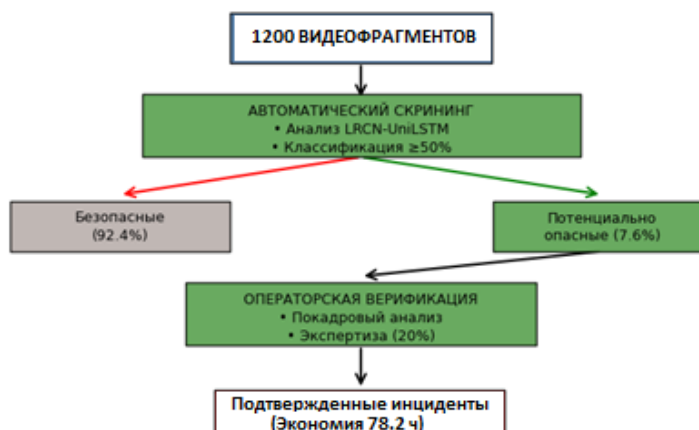 1200 ВИДЕОФРАГМЕНТОВ
АВТОМАТИЧЕСКИЙ СКРИНИНГ
• Анализ LRCN-UniLSTM
• Классификация ≥50%
Безопасные
(92.4%)
Потенциально
опасные (7.6%)
ОПЕРАТОРСКАЯ ВЕРИФИКАЦИЯ
• Покадровый анализ
• Экспертиза (20%)
Подтвержденные инциденты
(Экономия 78.2 ч)